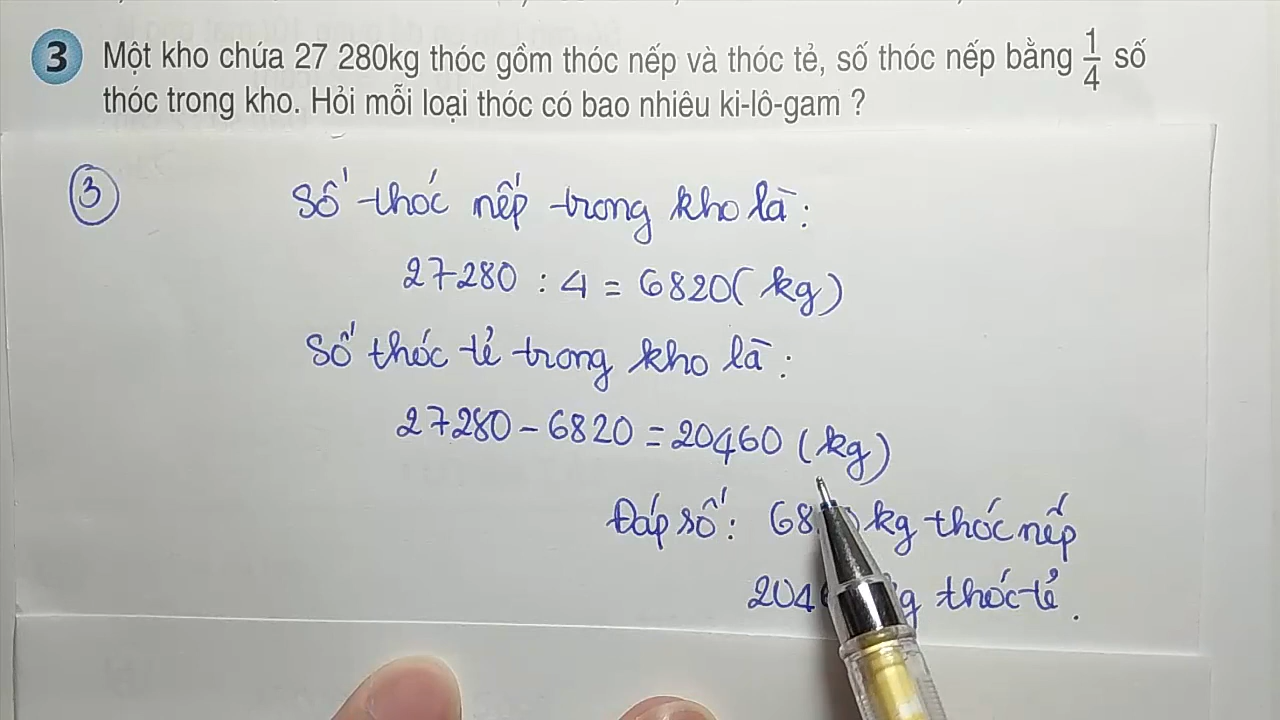 3 Một kho chứa 27 280kg thóc gồm thóc nếp và thóc tẻ, số thóc nếp bằng 1/4 số
thóc trong kho. Hỏi mỗi loại thóc có bao nhiêu ki-lô-gam ?
3 Số thóc nếp trong kho là :
27280 : 4 = 6820 (kg)
Số thóc tẻ trong kho là :
27280 - 6820 = 20460 (kg)
Đáp số : kg thóc nếp
thóc tẻ .